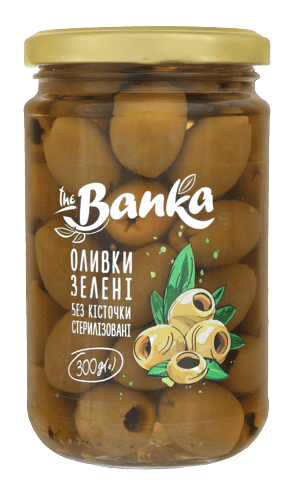 the Banka
ОЛИВКИ
ЗЕЛЕНІ
БЕЗ КІСТОЧКИ
СТЕРИЛІЗОВАНІ
300g(г)